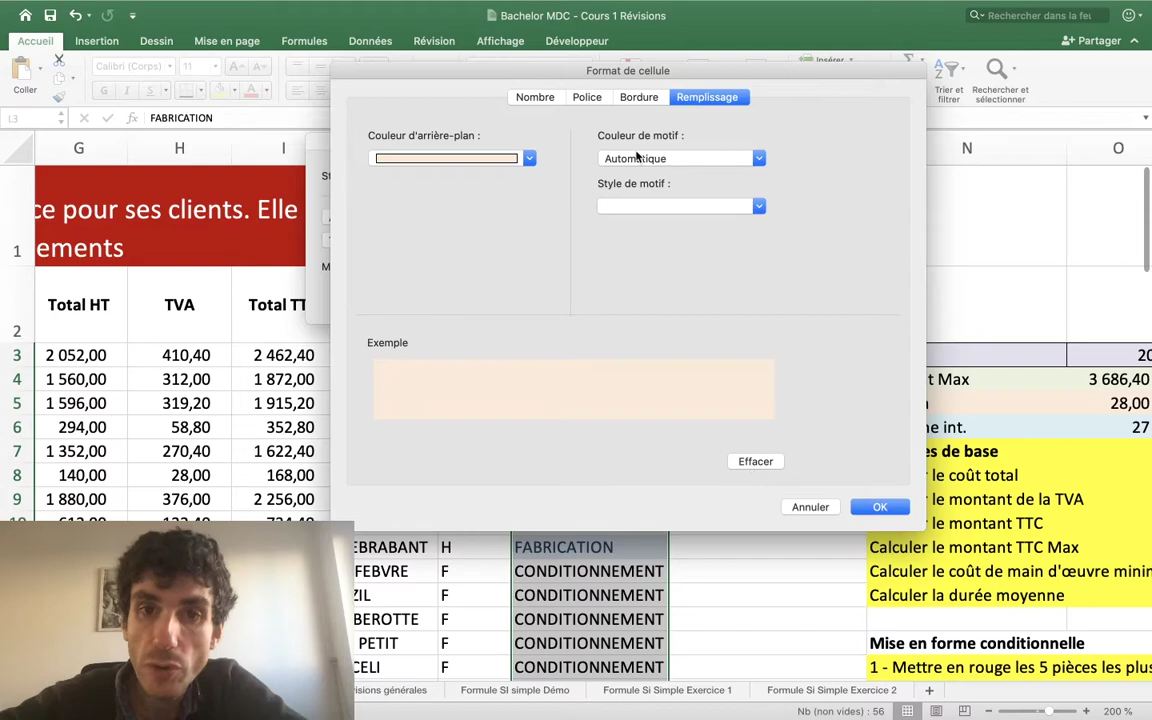 Bachelor MDC - Cours 1 Révisions
Rechercher dans la feu
Accueil Insertion Dessin Mise en page Formules Données Révision Affichage Développeur
Partager
Coller
Calibri (Corps) 11
G I S
Insérer
Trier et
filtrer
Rechercher et
sélectionner
L3 fx FABRICATION
G H I N O
Format de cellule
Nombre Police Bordure Remplissage
Couleur d'arrière-plan :
Couleur de motif :
Automatique
Style de motif :
Exemple
Effacer
Annuler OK
1 ce pour ses clients. Elle
ements
2 Total HT TVA Total TT
3 2 052,00 410,40 2 462,40 20
4 1 560,00 312,00 1 872,00 t Max 3 686,40
5 1 596,00 319,20 1 915,20 28,00
6 294,00 58,80 352,80 ne int. 27
7 1 352,00 270,40 1 622,40 es de base
8 140,00 28,00 168,00 r le coût total
9 1 880,00 376,00 2 256,00 r le montant de la TVA
r le montant TTC
EBRABANT H FABRICATION Calculer le montant TTC Max
EFEBVRE F CONDITIONNEMENT Calculer le coût de main d'œuvre minin
ZIL F CONDITIONNEMENT Calculer la durée moyenne
BEROTTE F CONDITIONNEMENT
PETIT F CONDITIONNEMENT Mise en forme conditionnelle
CELI F CONDITIONNEMENT 1 - Mettre en rouge les 5 pièces les plus
visions générales Formule SI simple Démo Formule Si Simple Exercice 1 Formule Si Simple Exercice 2 +
Nb (non vides) : 56 200 %